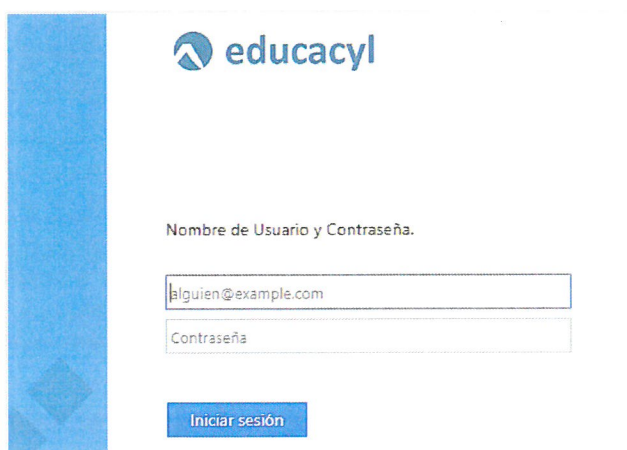 educacyl
Nombre de Usuario y Contraseña.
alguien@example.com
Contraseña
Iniciar sesión